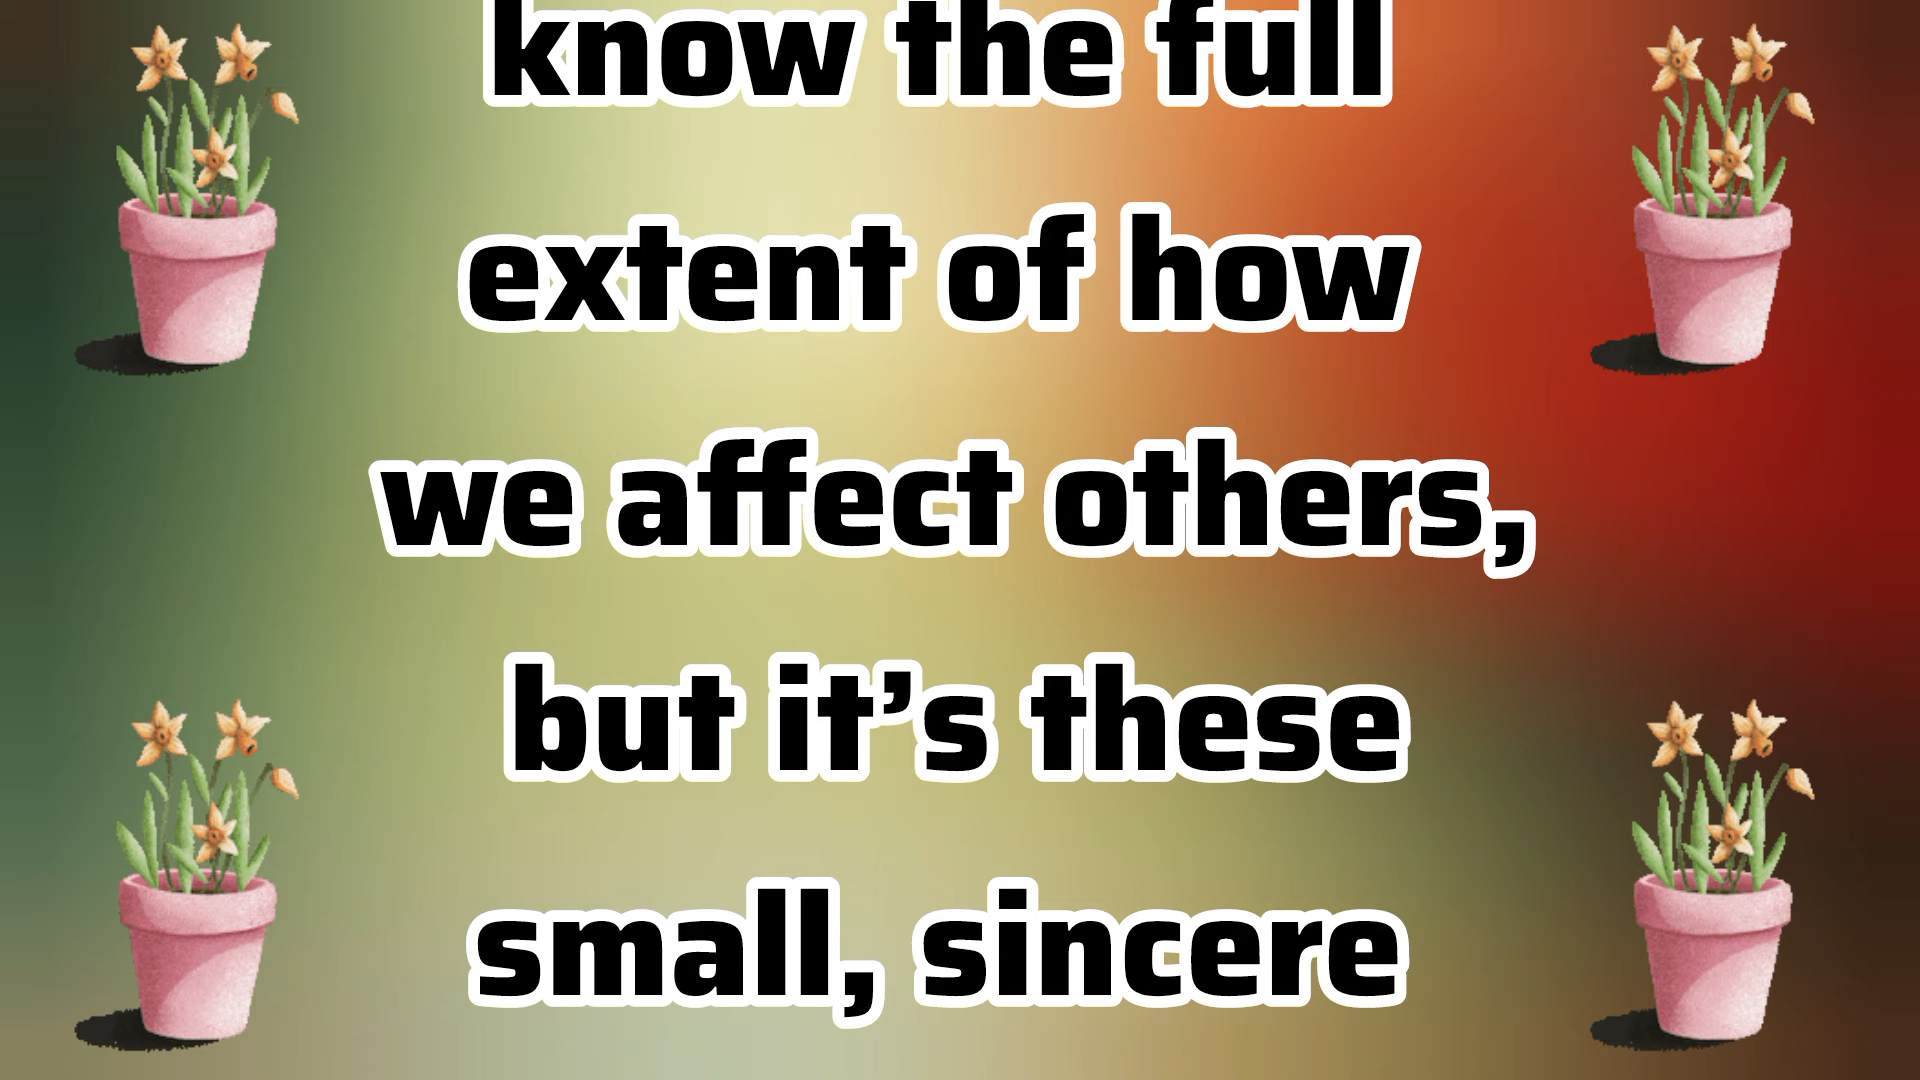 know the full
extent of how
we affect others,
but it’s these
small, sincere